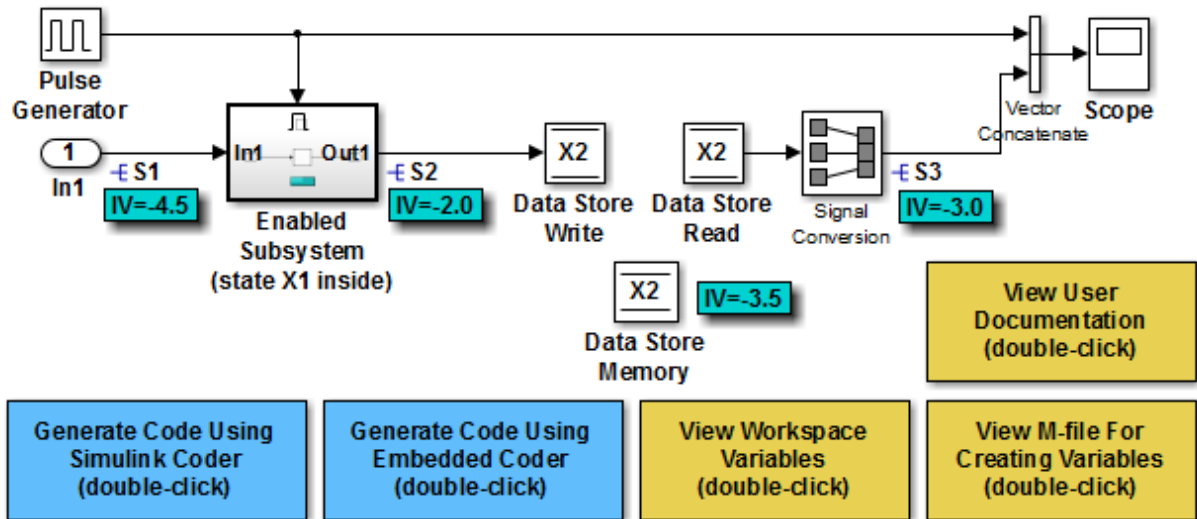 Pulse
Generator
1
In1
S1
IV=-4.5
In1
Out1
Enabled
Subsystem
(state X1 inside)
S2
IV=-2.0
X2
Data Store
Write
X2
Data Store
Read
Signal
Conversion
S3
IV=-3.0
Vector
Concatenate
Scope
X2
IV=-3.5
Data Store
Memory
View User
Documentation
(double-click)
Generate Code Using
Simulink Coder
(double-click)
Generate Code Using
Embedded Coder
(double-click)
View Workspace
Variables
(double-click)
View M-file For
Creating Variables
(double-click)